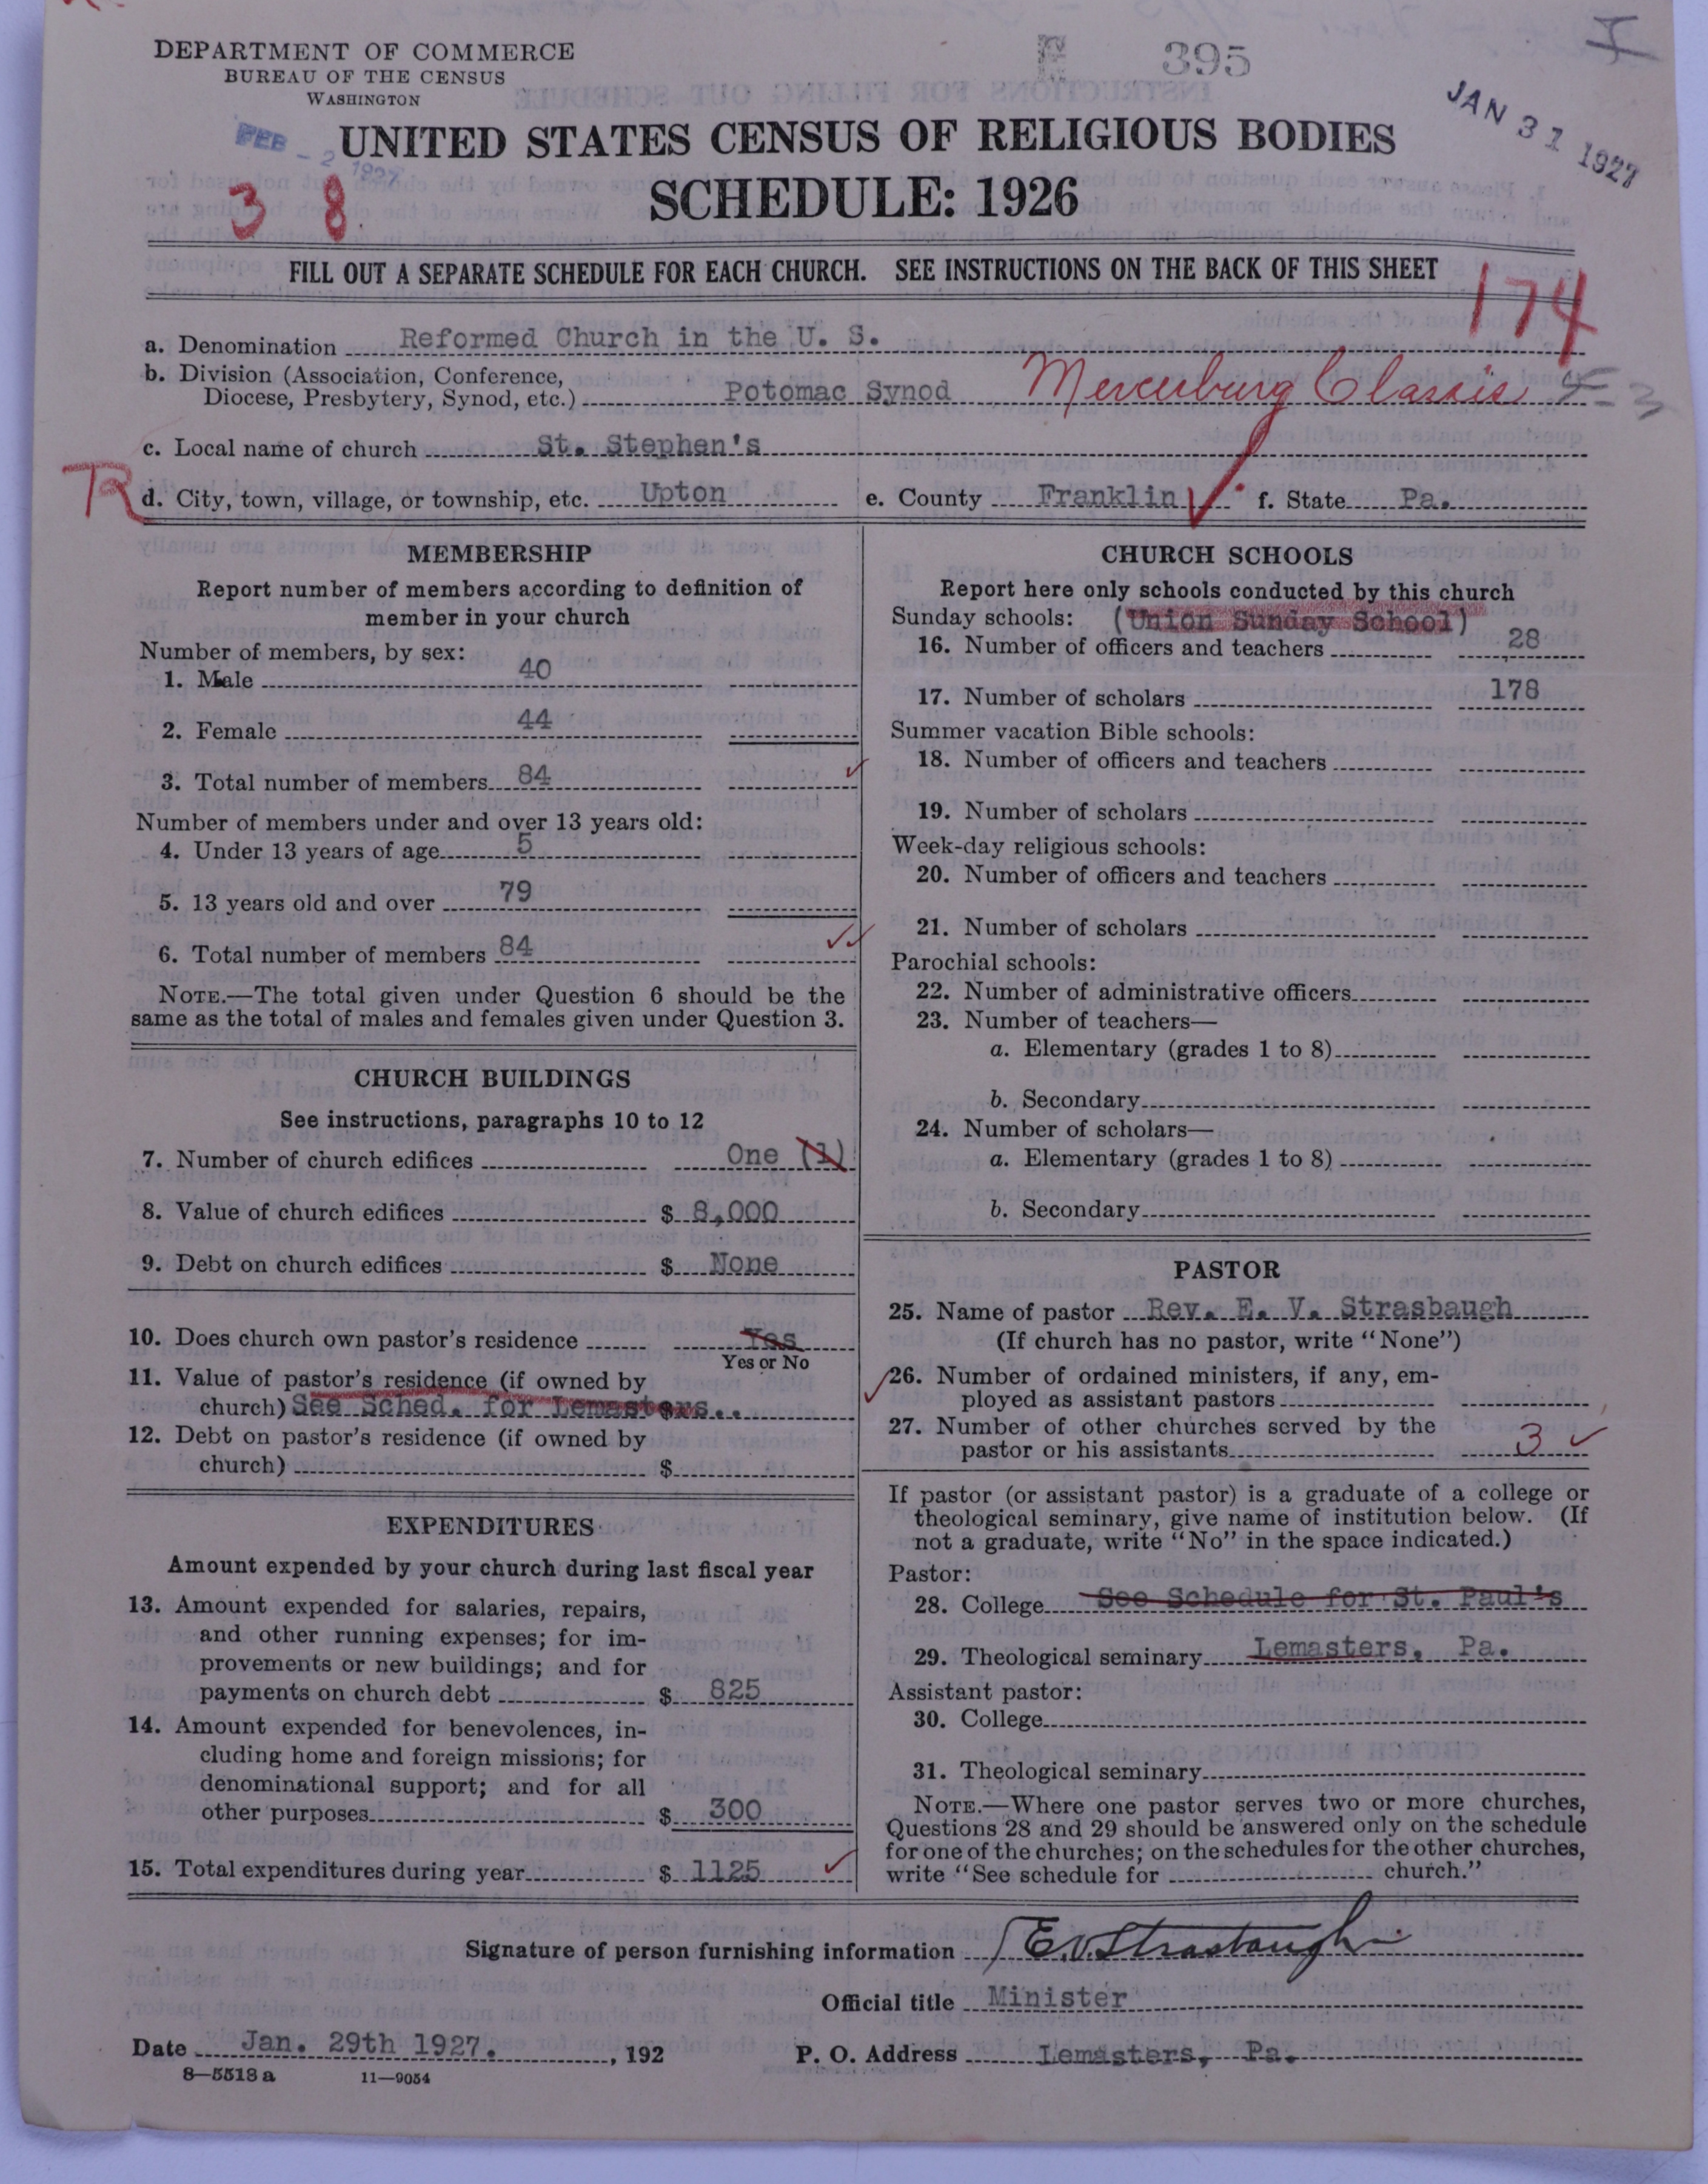 DEPARTMENT OF COMMERCE
BUREAU OF THE CENSUS
WASHINGTON
395
JAN 31 1927
FEB - 2 1927
UNITED STATES CENSUS OF RELIGIOUS BODIES
SCHEDULE: 1926
3 8
FILL OUT A SEPARATE SCHEDULE FOR EACH CHURCH. SEE INSTRUCTIONS ON THE BACK OF THIS SHEET
174
a. Denomination Reformed Church in the U. S.
b. Division (Association, Conference,
Diocese, Presbytery, Synod, etc.) Potomac Synod Mercersburg Classis
c. Local name of church St. Stephen's
R
d. City, town, village, or township, etc. Upton e. County Franklin f. State Pa.
MEMBERSHIP
Report number of members according to definition of
member in your church
Number of members, by sex:
1. Male 40
2. Female 44
3. Total number of members 84
Number of members under and over 13 years old:
4. Under 13 years of age 5
5. 13 years old and over 79
6. Total number of members 84
NOTE.—The total given under Question 6 should be the
same as the total of males and females given under Question 3.
CHURCH BUILDINGS
See instructions, paragraphs 10 to 12
7. Number of church edifices One (1)
8. Value of church edifices $ 8,000
9. Debt on church edifices $ None
10. Does church own pastor's residence Yes
Yes or No
11. Value of pastor's residence (if owned by
church) See Sched. for Lemasters.. $
12. Debt on pastor's residence (if owned by
church) $
EXPENDITURES
Amount expended by your church during last fiscal year
13. Amount expended for salaries, repairs,
and other running expenses; for im-
provements or new buildings; and for
payments on church debt $ 825
14. Amount expended for benevolences, in-
cluding home and foreign missions; for
denominational support; and for all
other purposes $ 300
15. Total expenditures during year $ 1125
CHURCH SCHOOLS
Report here only schools conducted by this church
Sunday schools: (Union Sunday School)
16. Number of officers and teachers 28
17. Number of scholars 178
Summer vacation Bible schools:
18. Number of officers and teachers
19. Number of scholars
Week-day religious schools:
20. Number of officers and teachers
21. Number of scholars
Parochial schools:
22. Number of administrative officers
23. Number of teachers—
a. Elementary (grades 1 to 8)
b. Secondary
24. Number of scholars—
a. Elementary (grades 1 to 8)
b. Secondary
PASTOR
25. Name of pastor Rev. E. V. Strasbaugh
(If church has no pastor, write "None")
26. Number of ordained ministers, if any, em-
ployed as assistant pastors
27. Number of other churches served by the
pastor or his assistants 3
If pastor (or assistant pastor) is a graduate of a college or
theological seminary, give name of institution below. (If
not a graduate, write "No" in the space indicated.)
Pastor:
28. College See Schedule for St. Paul's
29. Theological seminary Lemasters, Pa.
Assistant pastor:
30. College
31. Theological seminary
NOTE.—Where one pastor serves two or more churches,
Questions 28 and 29 should be answered only on the schedule
for one of the churches; on the schedules for the other churches,
write "See schedule for church."
Signature of person furnishing information E.V. Strasbaugh
Official title Minister
Date Jan. 29th 1927. , 192 P. O. Address Lemasters, Pa.
8—5518 a 11—9054